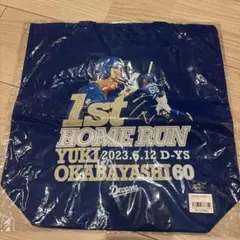 1st
HOME RUN
YUKI 2023.6.12 D-YS
OKABAYASHI 60
Dragons